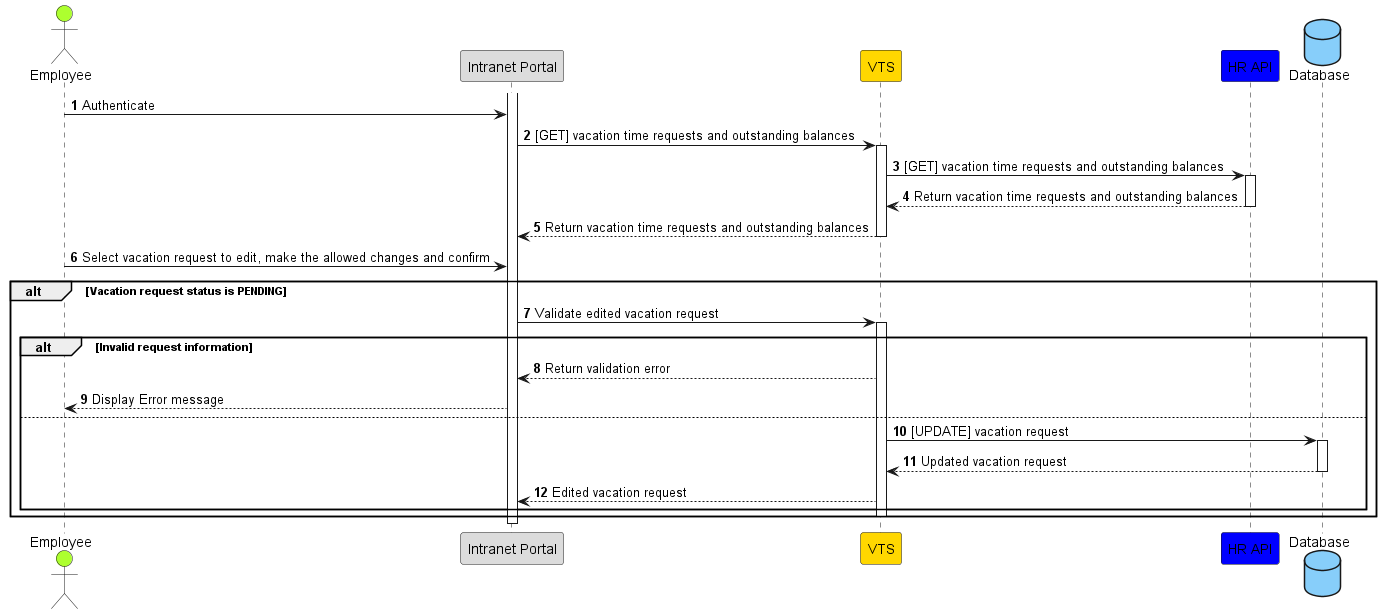 Employee
Intranet Portal
VTS
HR API
Database
1 Authenticate
2 [GET] vacation time requests and outstanding balances
3 [GET] vacation time requests and outstanding balances
4 Return vacation time requests and outstanding balances
5 Return vacation time requests and outstanding balances
6 Select vacation request to edit, make the allowed changes and confirm
alt [Vacation request status is PENDING]
7 Validate edited vacation request
alt [Invalid request information]
8 Return validation error
9 Display Error message
10 [UPDATE] vacation request
11 Updated vacation request
12 Edited vacation request
Employee
Intranet Portal
VTS
HR API
Database